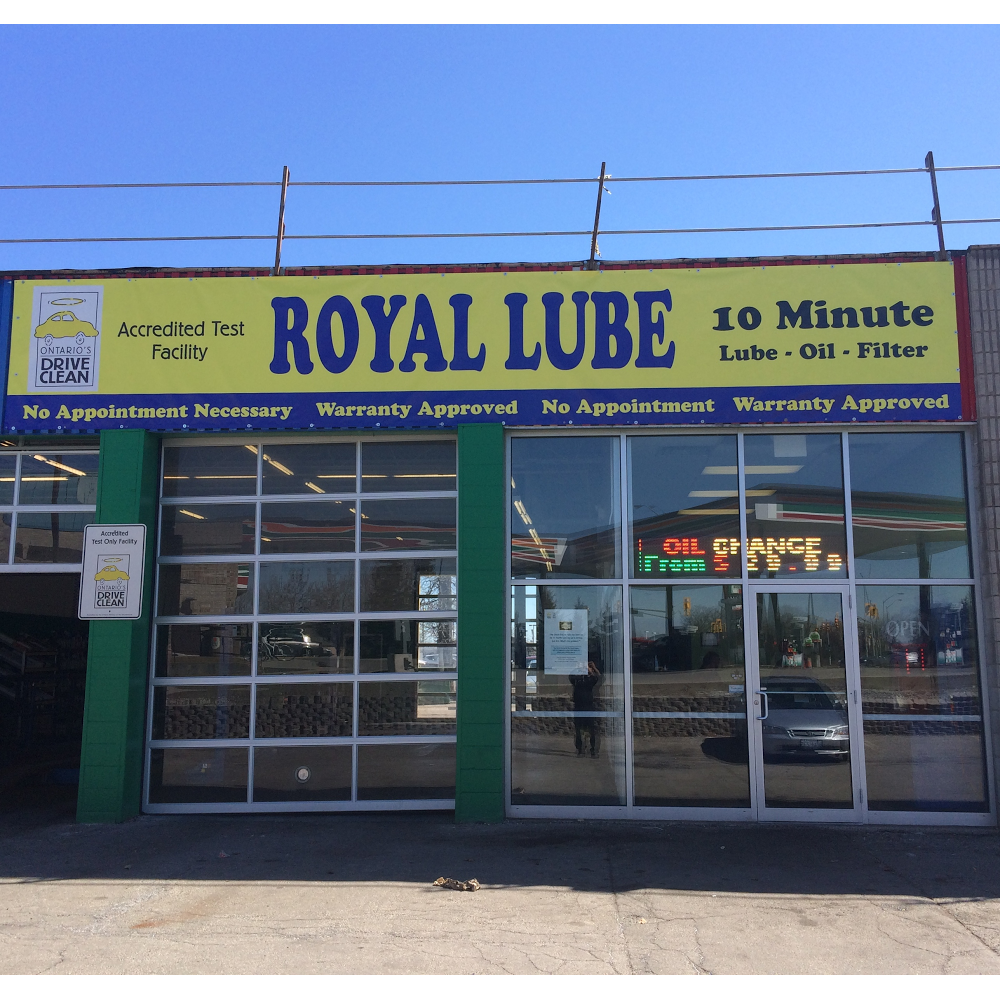 ONTARIO'S
DRIVE
CLEAN
Accredited Test
Facility
ROYAL LUBE
10 Minute
Lube - Oil - Filter
No Appointment Necessary Warranty Approved No Appointment Warranty Approved
Accredited
Test Only Facility
ONTARIO'S
DRIVE
CLEAN
OIL CHANGE
From
OPEN